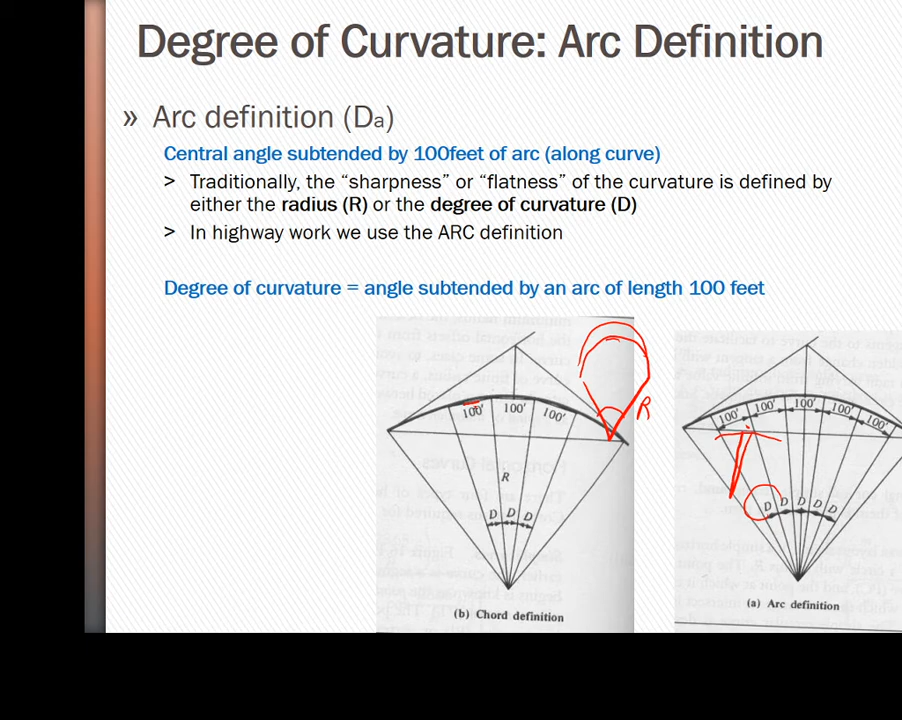 Degree of Curvature: Arc Definition
» Arc definition (Da)
Central angle subtended by 100feet of arc (along curve)
> Traditionally, the “sharpness” or “flatness” of the curvature is defined by
either the radius (R) or the degree of curvature (D)
> In highway work we use the ARC definition
Degree of curvature = angle subtended by an arc of length 100 feet
100' 100' 100'
R
R
D D D
(b) Chord definition
100' 100' 100' 100' 100'
D D D D D
(a) Arc definition